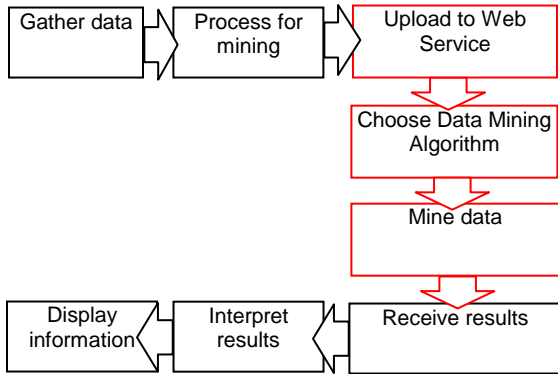 Gather data
Process for
mining
Upload to Web
Service
Choose Data Mining
Algorithm
Mine data
Receive results
Interpret
results
Display
information